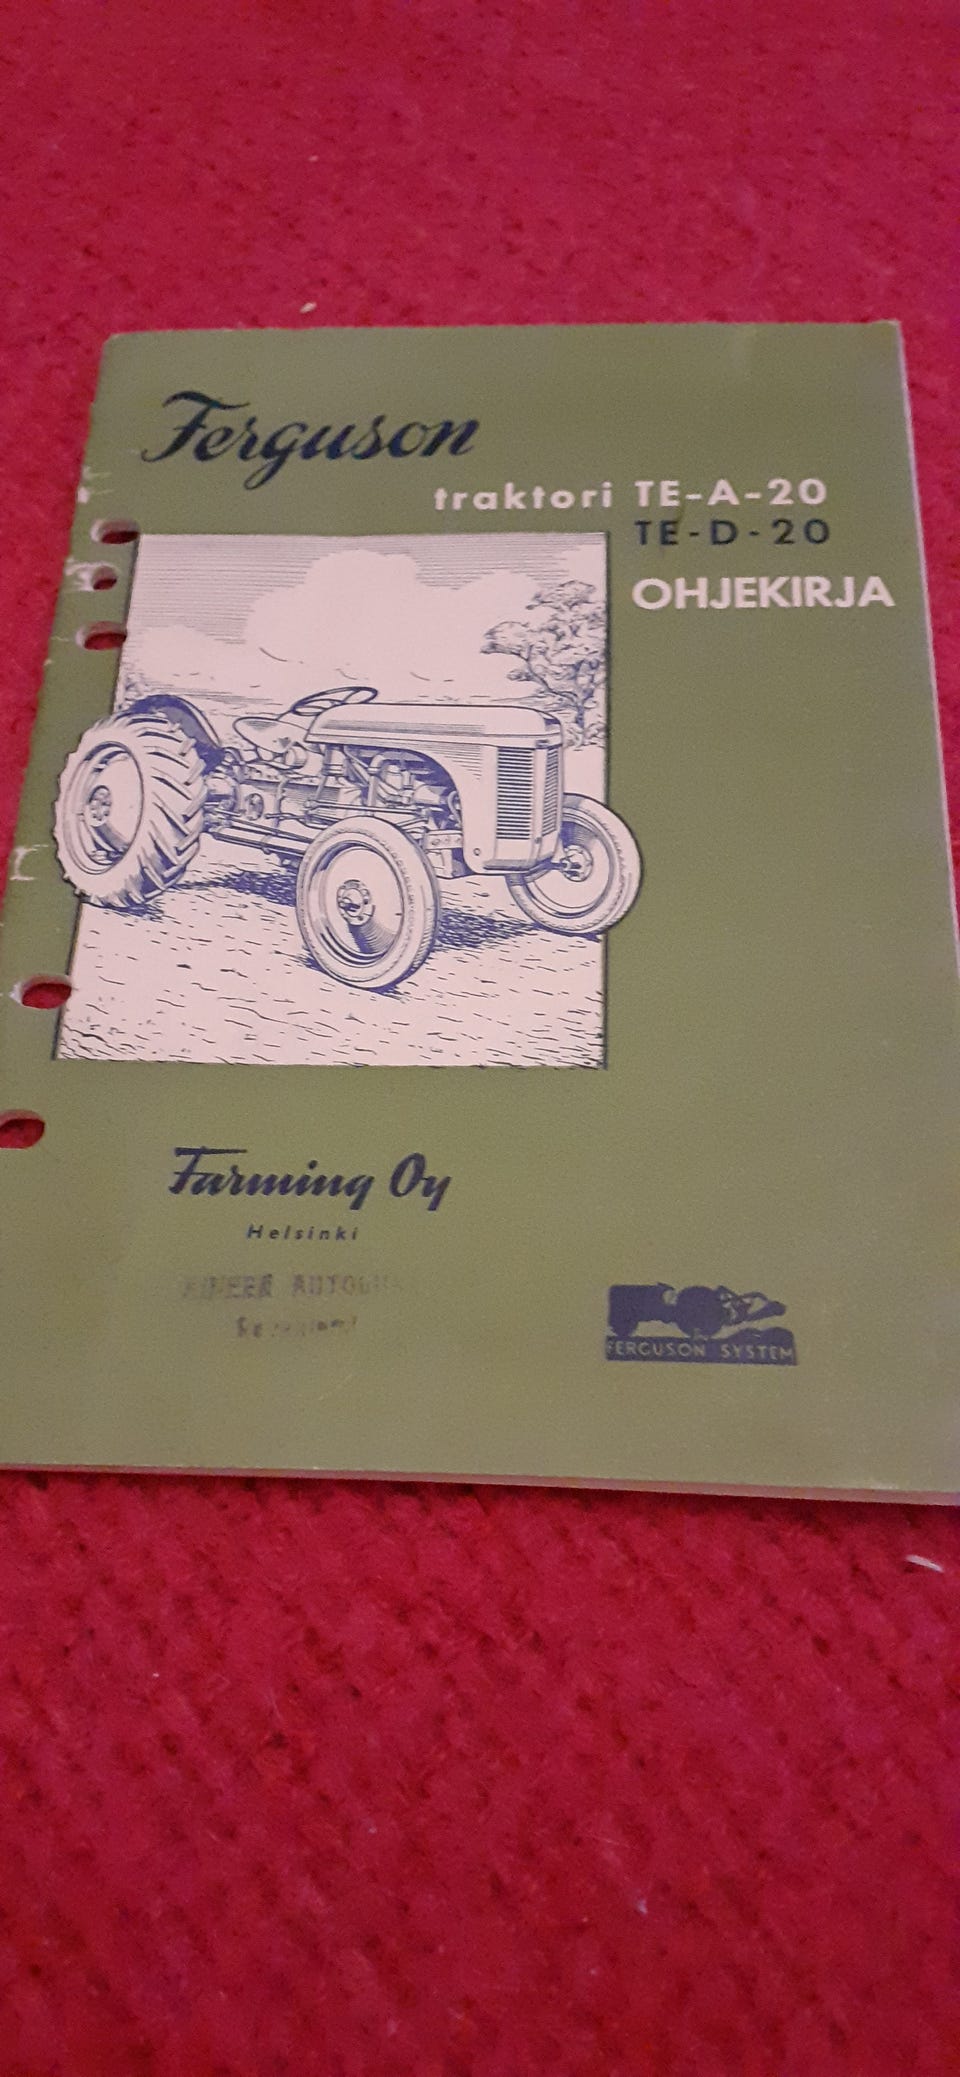 Ferguson
traktori TE-A-20
TE-D-20
OHJEKIRJA
Farming Oy
Helsinki
FERGUSON SYSTEM